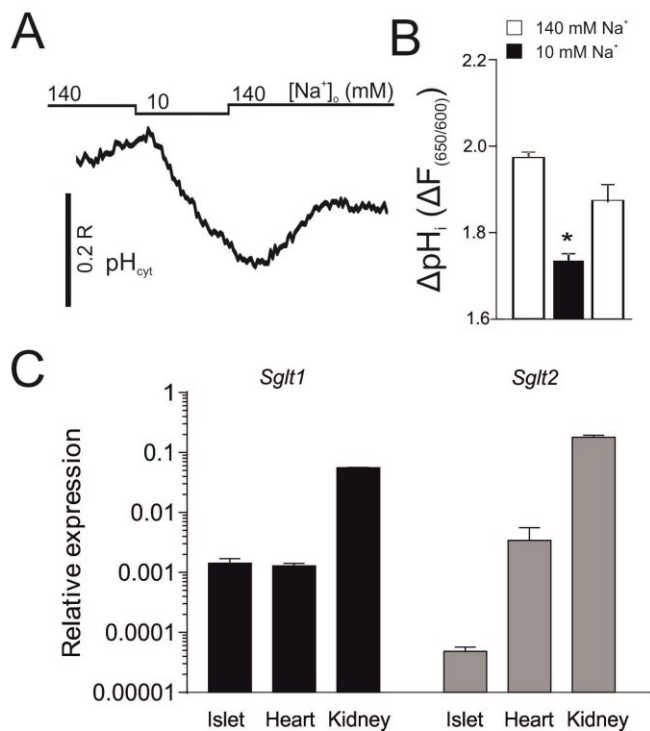 A
140 10 140 [Na⁺]ₒ (mM)
0.2 R
pH_cyt
B
140 mM Na⁺
10 mM Na⁺
ΔpHᵢ (ΔF(650/600))
2.2
2.0
1.8
1.6
*
C
Sglt1 Sglt2
Relative expression
1
0.1
0.01
0.001
0.0001
0.00001
Islet Heart Kidney Islet Heart Kidney